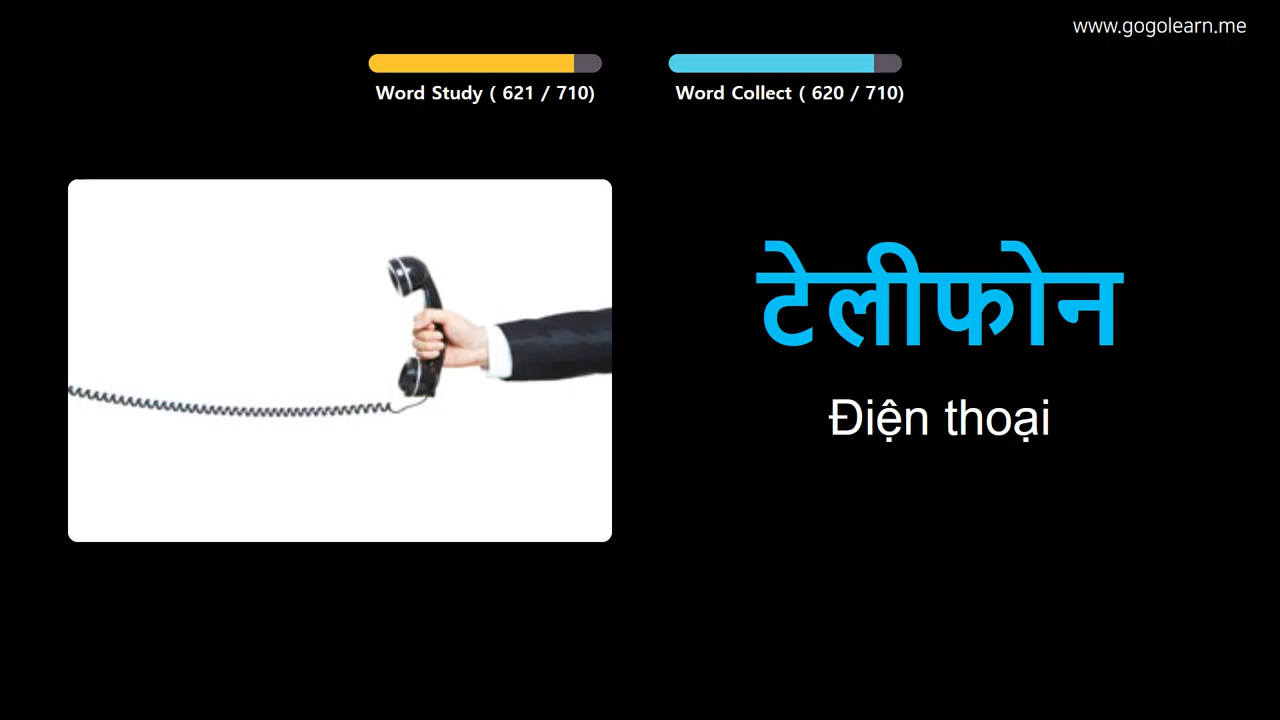 www.gogolearn.me
Word Study ( 621 / 710)
Word Collect ( 620 / 710)
टेलीफोन
Điện thoại